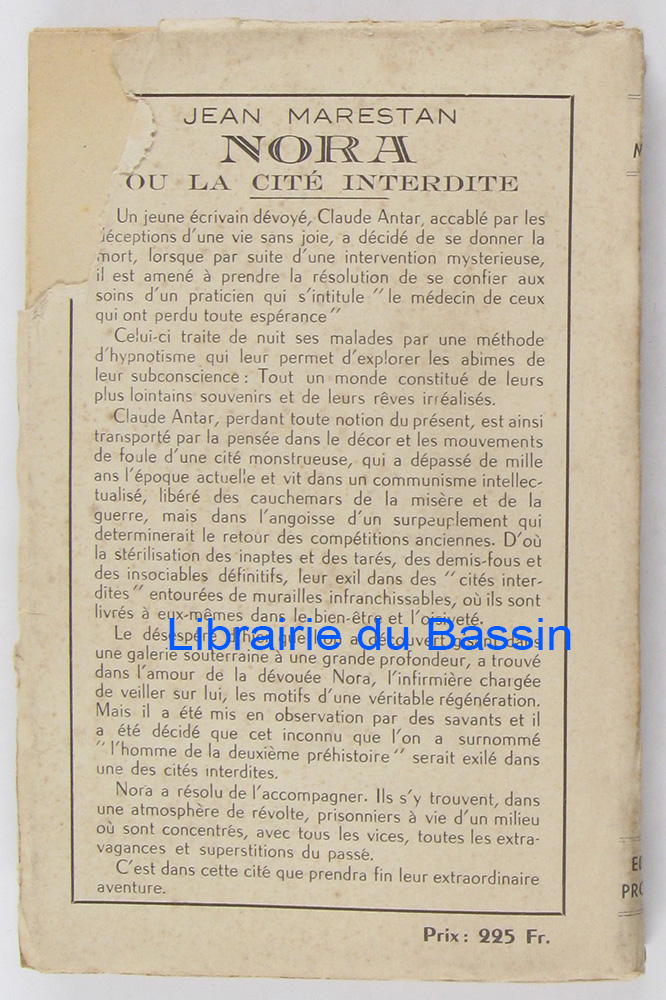 JEAN MARESTAN
NORA
OU LA CITÉ INTERDITE
Un jeune écrivain dévoyé, Claude Antar, accablé par les
déceptions d'une vie sans joie, a décidé de se donner la
mort, lorsque par suite d'une intervention mysterieuse,
il est amené à prendre la résolution de se confier aux
soins d'un praticien qui s'intitule "le médecin de ceux
qui ont perdu toute espérance"
Celui-ci traite de nuit ses malades par une méthode
d'hypnotisme qui leur permet d'explorer les abimes de
leur subconscience : Tout un monde constitué de leurs
plus lointains souvenirs et de leurs rêves irréalisés.
Claude Antar, perdant toute notion du présent, est ainsi
transporté par la pensée dans le décor et les mouvements
de foule d'une cité monstrueuse, qui a dépassé de mille
ans l'époque actuelle et vit dans un communisme intellec-
tualisé, libéré des cauchemars de la misère et de la
guerre, mais dans l'angoisse d'un surpeuplement qui
determinerait le retour des compétitions anciennes. D'où
la stérilisation des inaptes et des tarés, des demis-fous et
des insociables définitifs, leur exil dans des "cités inter-
dites" entourées de murailles infranchissables, où ils sont
livrés à eux-mêmes dans le bien-être et l'oisiveté.
Librairie du Bassin
Le désespéré d'hier que l'on a découvert gisant dans
une galerie souterraine à une grande profondeur, a trouvé
dans l'amour de la dévouée Nora, l'infirmière chargée
de veiller sur lui, les motifs d'une véritable régénération.
Mais il a été mis en observation par des savants et il
a été décidé que cet inconnu que l'on a surnommé
"l'homme de la deuxième préhistoire" serait exilé dans
une des cités interdites.
Nora a résolu de l'accompagner. Ils s'y trouvent, dans
une atmosphère de révolte, prisonniers à vie d'un milieu
où sont concentrés, avec tous les vices, toutes les extra-
vagances et superstitions du passé.
C'est dans cette cité que prendra fin leur extraordinaire
aventure.
Prix : 225 Fr.